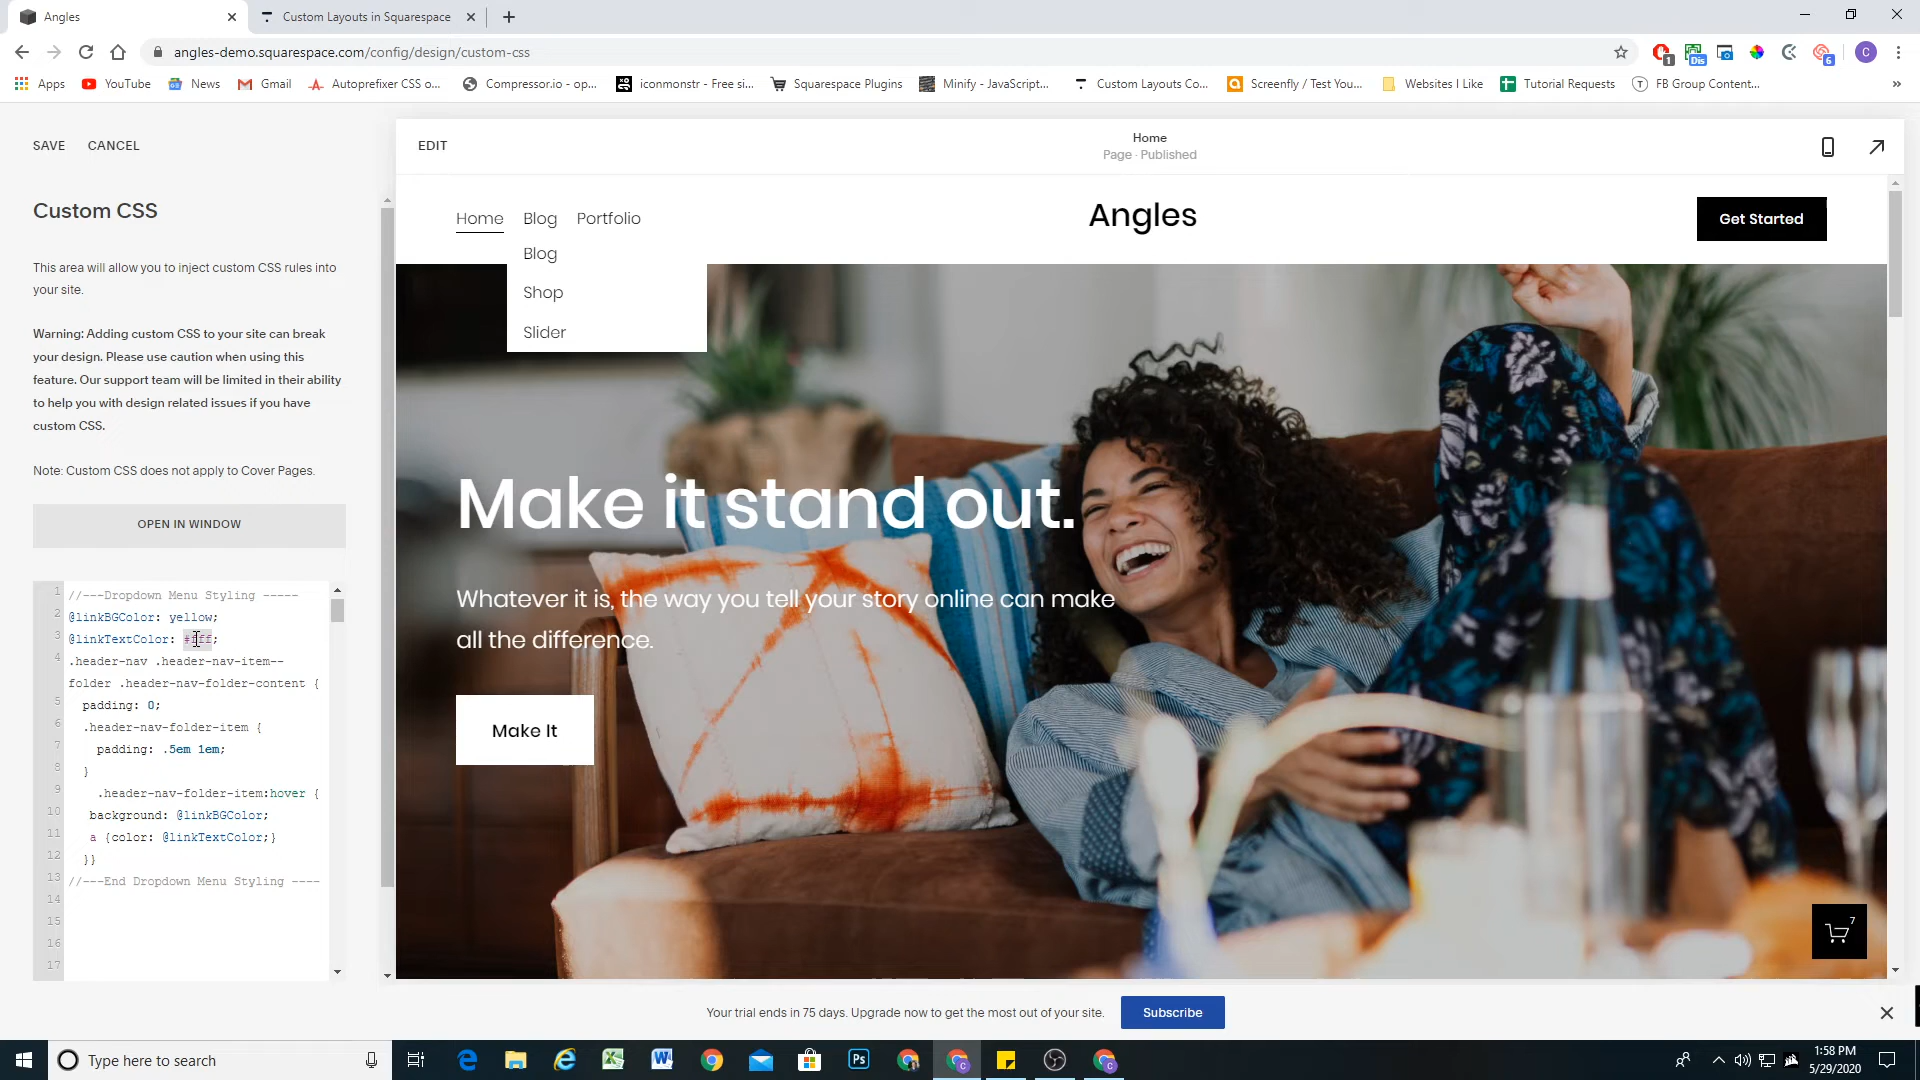 Angles
Custom Layouts in Squarespace
angles-demo.squarespace.com/config/design/custom-css
1
Dis
6
C
Apps
YouTube
News
Gmail
Autoprefixer CSS o...
Compressor.io - op...
iconmonstr - Free si...
Squarespace Plugins
Minify - JavaScript...
Custom Layouts Co...
Screenfly / Test You...
Websites I Like
Tutorial Requests
FB Group Content...
»
SAVE CANCEL
Custom CSS
This area will allow you to inject custom CSS rules into
your site.
Warning: Adding custom CSS to your site can break
your design. Please use caution when using this
feature. Our support team will be limited in their ability
to help you with design related issues if you have
custom CSS.
Note: Custom CSS does not apply to Cover Pages.
OPEN IN WINDOW
1 //---Dropdown Menu Styling -----
2 @linkBGColor: yellow;
3 @linkTextColor: #fff;
4 .header-nav .header-nav-item--
folder .header-nav-folder-content {
5 padding: 0;
6 .header-nav-folder-item {
7 padding: .5em 1em;
8 }
9 .header-nav-folder-item:hover {
10 background: @linkBGColor;
11 a {color: @linkTextColor;}
12 }}
13 //---End Dropdown Menu Styling ----
14
15
16
17
EDIT
Home
Page · Published
Home Blog Portfolio
Blog
Shop
Slider
Angles
Get Started
Make it stand out.
Whatever it is, the way you tell your story online can make
all the difference.
Make It
7
Your trial ends in 75 days. Upgrade now to get the most out of your site.
Subscribe
Type here to search
Ps
1:58 PM
5/29/2020